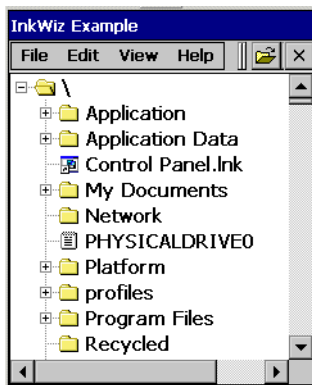 InkWiz Example
File Edit View Help
\
Application
Application Data
Control Panel.lnk
My Documents
Network
PHYSICALDRIVE0
Platform
profiles
Program Files
Recycled